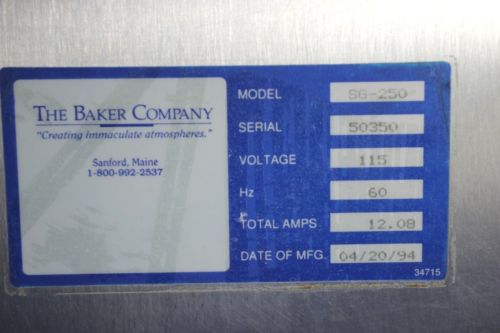 THE BAKER COMPANY
"Creating immaculate atmospheres."
Sanford, Maine
1-800-992-2537
MODEL SG-250
SERIAL 50350
VOLTAGE 115
Hz 60
TOTAL AMPS 12.08
DATE OF MFG. 04/20/94
34715